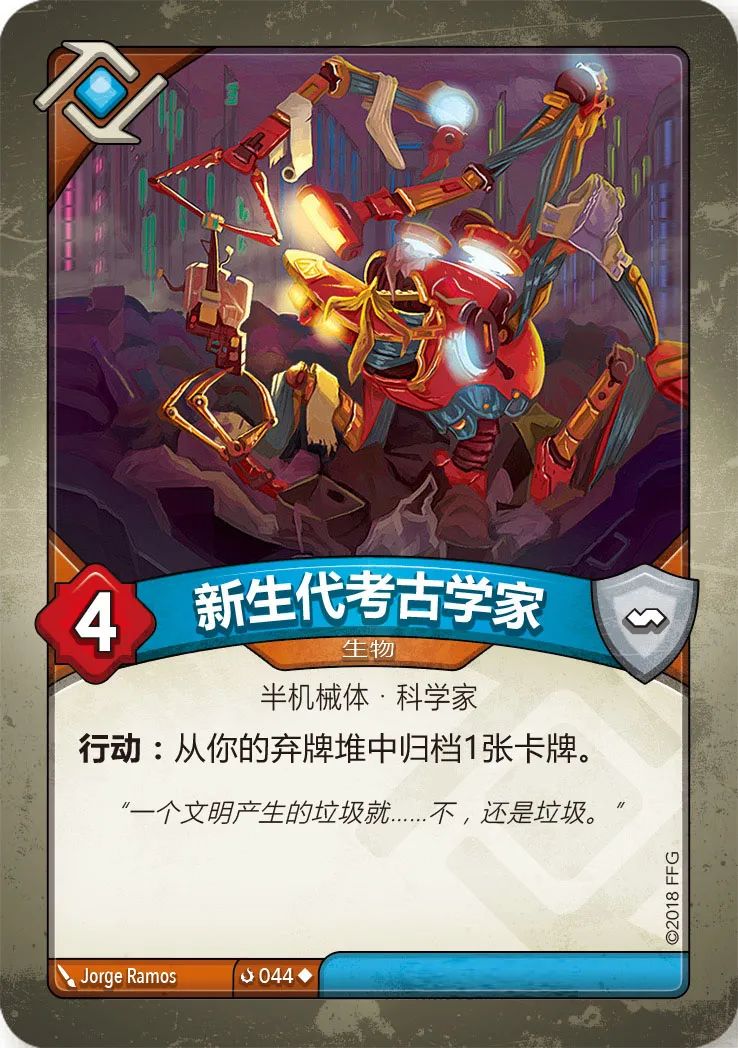 4
新生代考古学家
生物
半机械体 · 科学家
行动：从你的弃牌堆中归档1张卡牌。
“一个文明产生的垃圾就……不，还是垃圾。”
©2018 FFG
Jorge Ramos
044